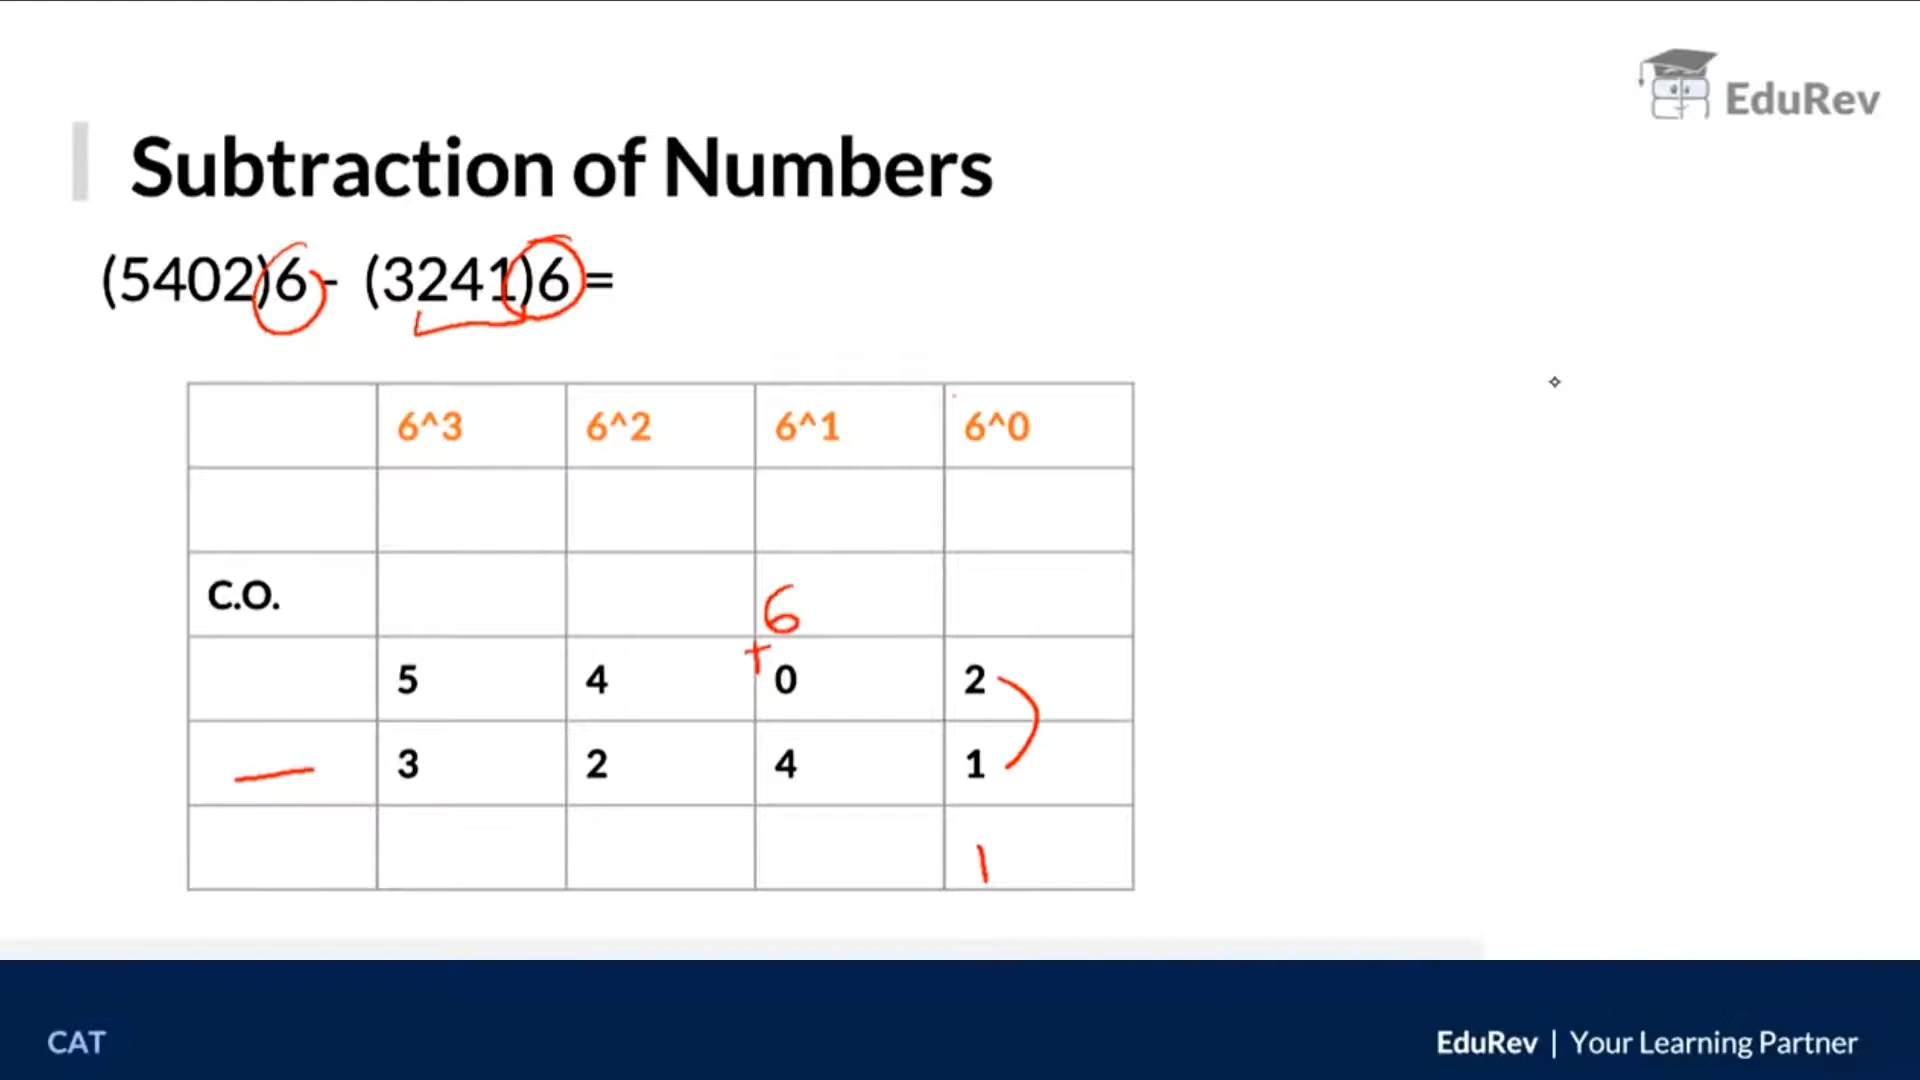 EduRev
Subtraction of Numbers
(5402)6- (3241)6=
6^3 6^2 6^1 6^0
C.O. 6
+
5 4 0 2
— 3 2 4 1
1
CAT
EduRev | Your Learning Partner